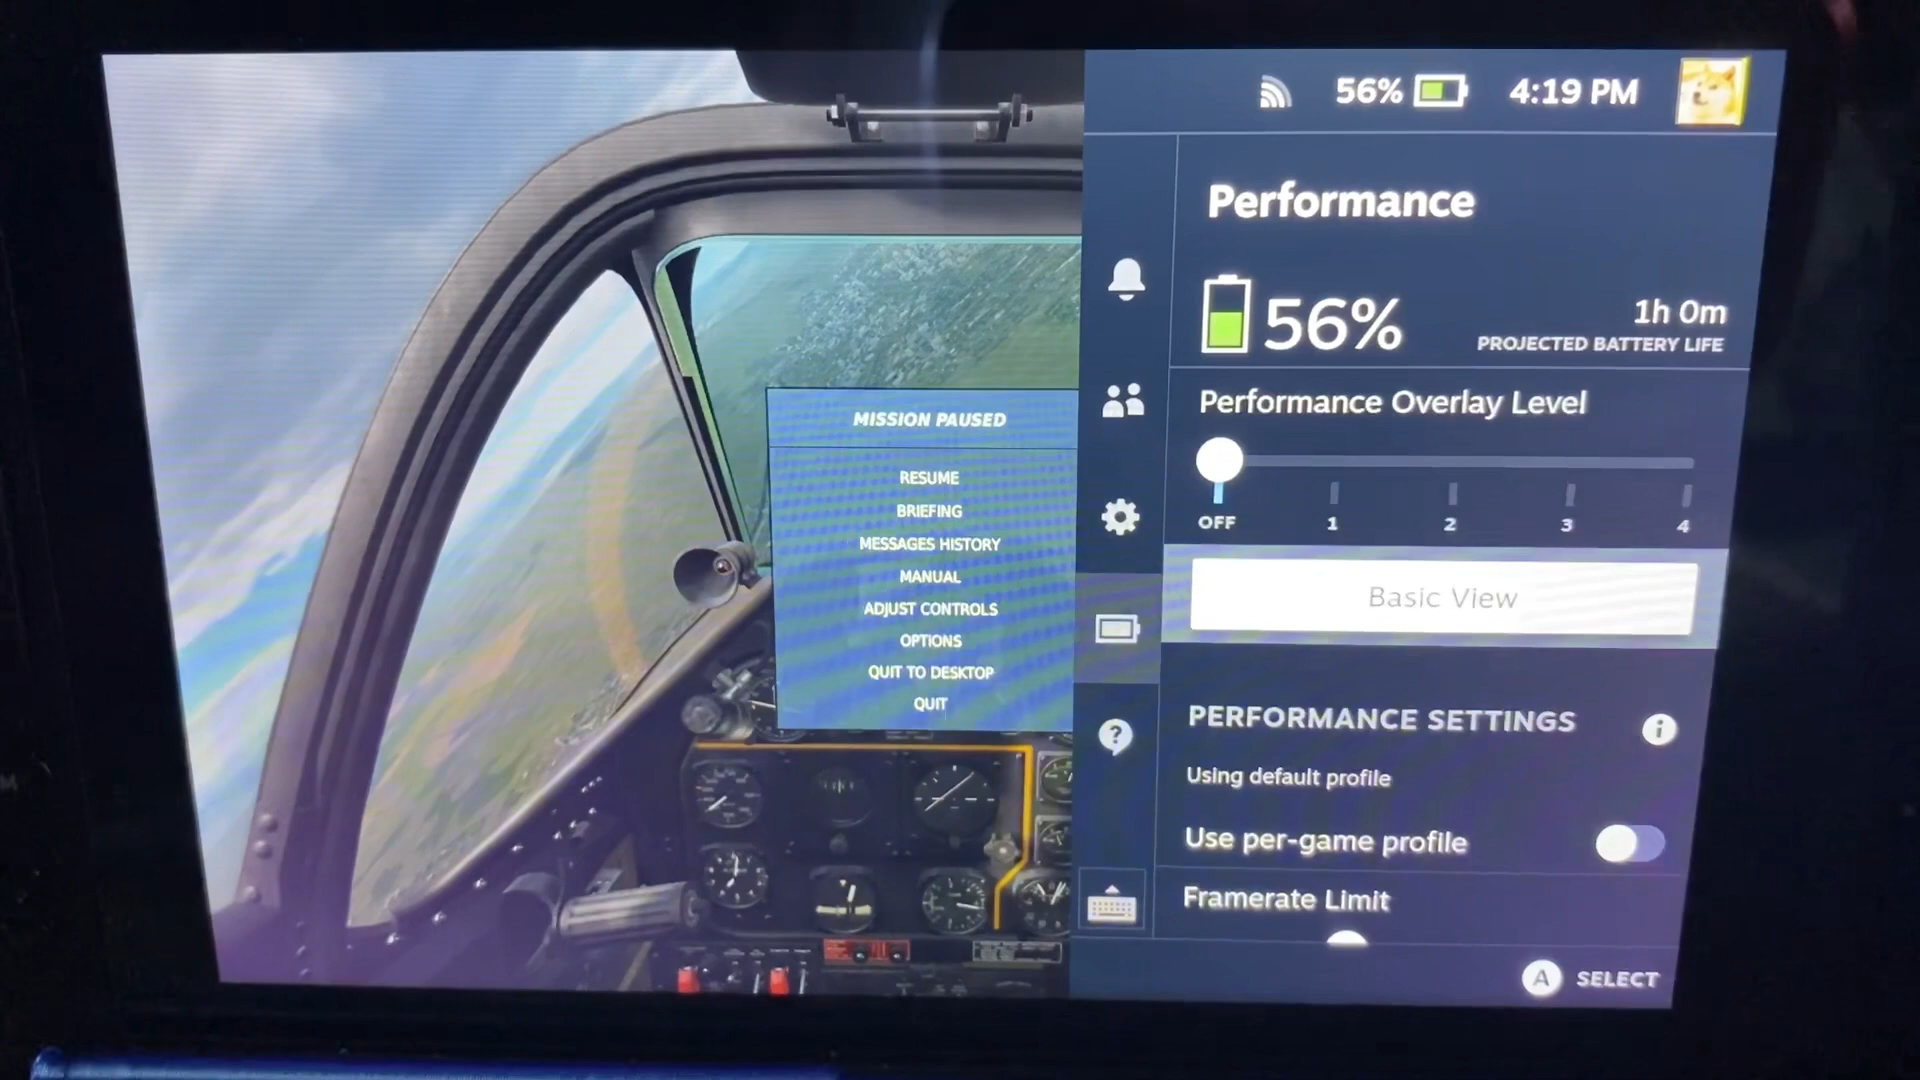 56%
4:19 PM
Performance
56%
1h 0m
PROJECTED BATTERY LIFE
Performance Overlay Level
OFF 1 2 3 4
Basic View
PERFORMANCE SETTINGS
Using default profile
Use per-game profile
Framerate Limit
A SELECT
MISSION PAUSED
RESUME
BRIEFING
MESSAGES HISTORY
MANUAL
ADJUST CONTROLS
OPTIONS
QUIT TO DESKTOP
QUIT